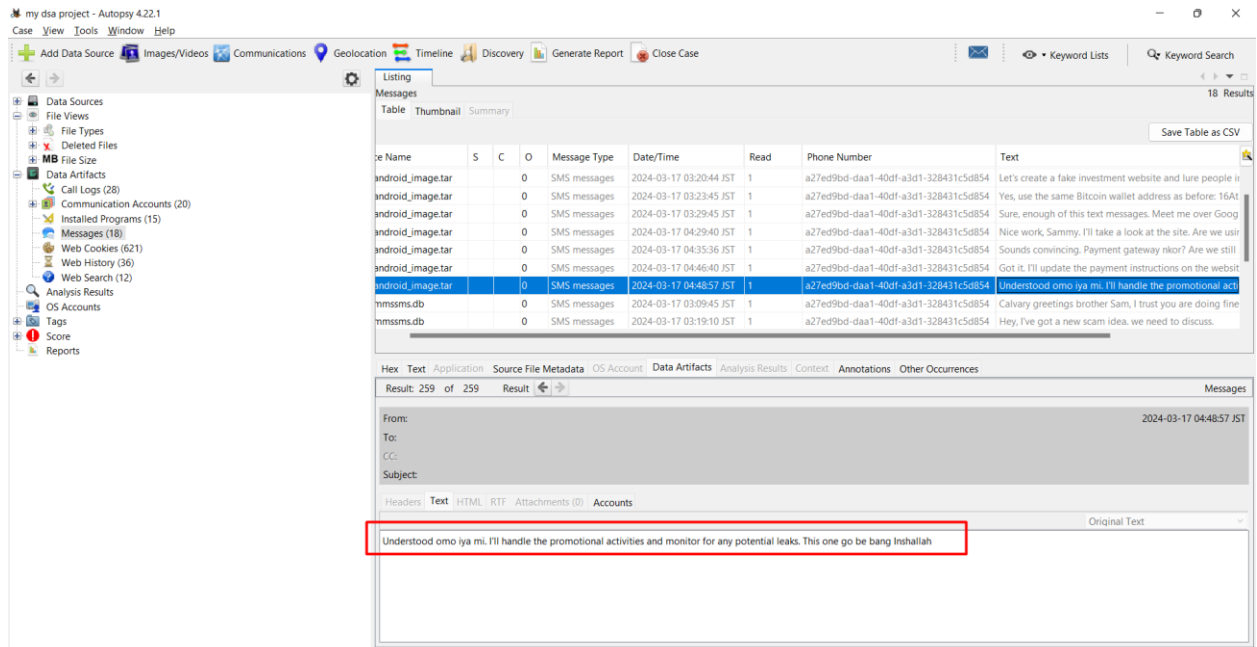 my dsa project - Autopsy 4.22.1
Case View Tools Window Help
Add Data Source Images/Videos Communications Geolocation Timeline Discovery Generate Report Close Case Keyword Lists Keyword Search
Data Sources
File Views
File Types
Deleted Files
MB File Size
Data Artifacts
Call Logs (28)
Communication Accounts (20)
Installed Programs (15)
Messages (18)
Web Cookies (621)
Web History (36)
Web Search (12)
Analysis Results
OS Accounts
Tags
Score
Reports
Listing
Messages 18 Results
Table Thumbnail Summary
Save Table as CSV
ce Name S C O Message Type Date/Time Read Phone Number Text
android_image.tar 0 SMS messages 2024-03-17 03:20:44 JST 1 a27ed9bd-daa1-40df-a3d1-328431c5d854 Let's create a fake investment website and lure people in
android_image.tar 0 SMS messages 2024-03-17 03:23:45 JST 1 a27ed9bd-daa1-40df-a3d1-328431c5d854 Yes, use the same Bitcoin wallet address as before: 16At
android_image.tar 0 SMS messages 2024-03-17 03:29:45 JST 1 a27ed9bd-daa1-40df-a3d1-328431c5d854 Sure, enough of this text messages. Meet me over Goog
android_image.tar 0 SMS messages 2024-03-17 04:29:40 JST 1 a27ed9bd-daa1-40df-a3d1-328431c5d854 Nice work, Sammy. I'll take a look at the site. Are we usir
android_image.tar 0 SMS messages 2024-03-17 04:35:36 JST 1 a27ed9bd-daa1-40df-a3d1-328431c5d854 Sounds convincing. Payment gateway nkor? Are we still
android_image.tar 0 SMS messages 2024-03-17 04:46:40 JST 1 a27ed9bd-daa1-40df-a3d1-328431c5d854 Got it. I'll update the payment instructions on the websit
android_image.tar 0 SMS messages 2024-03-17 04:48:57 JST 1 a27ed9bd-daa1-40df-a3d1-328431c5d854 Understood omo iya mi. I'll handle the promotional acti
mmssms.db 0 SMS messages 2024-03-17 03:09:45 JST 1 a27ed9bd-daa1-40df-a3d1-328431c5d854 Calvary greetings brother Sam, I trust you are doing fine
mmssms.db 0 SMS messages 2024-03-17 03:19:10 JST 1 a27ed9bd-daa1-40df-a3d1-328431c5d854 Hey, I've got a new scam idea. we need to discuss.
Hex Text Application Source File Metadata OS Account Data Artifacts Analysis Results Context Annotations Other Occurrences
Result: 259 of 259 Result Messages
From: 2024-03-17 04:48:57 JST
To:
CC:
Subject:
Headers Text HTML RTF Attachments (0) Accounts
Original Text
Understood omo iya mi. I'll handle the promotional activities and monitor for any potential leaks. This one go be bang Inshallah